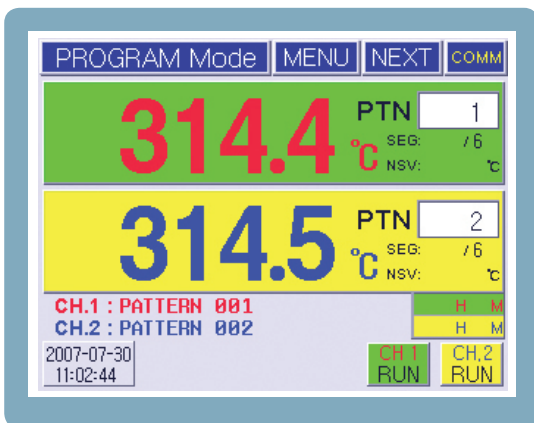 PROGRAM Mode MENU NEXT COMM
314.4 °C PTN 1
SEG: / 6
NSV: ℃
314.5 °C PTN 2
SEG: / 6
NSV: ℃
CH.1 : PATTERN 001 H M
CH.2 : PATTERN 002 H M
2007-07-30
11:02:44
CH 1 RUN
CH,2 RUN